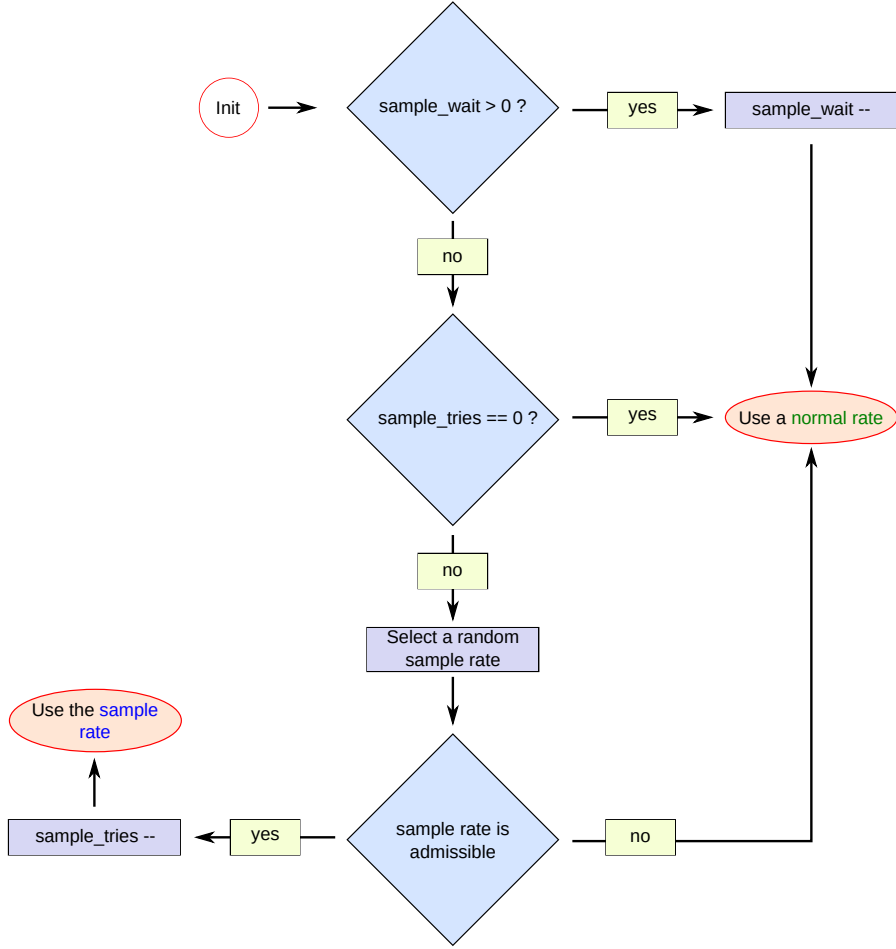 Init
sample_wait > 0 ?
yes
sample_wait --
no
sample_tries == 0 ?
yes
Use a normal rate
no
Select a random
sample rate
Use the sample
rate
sample_tries --
yes
sample rate is
admissible
no